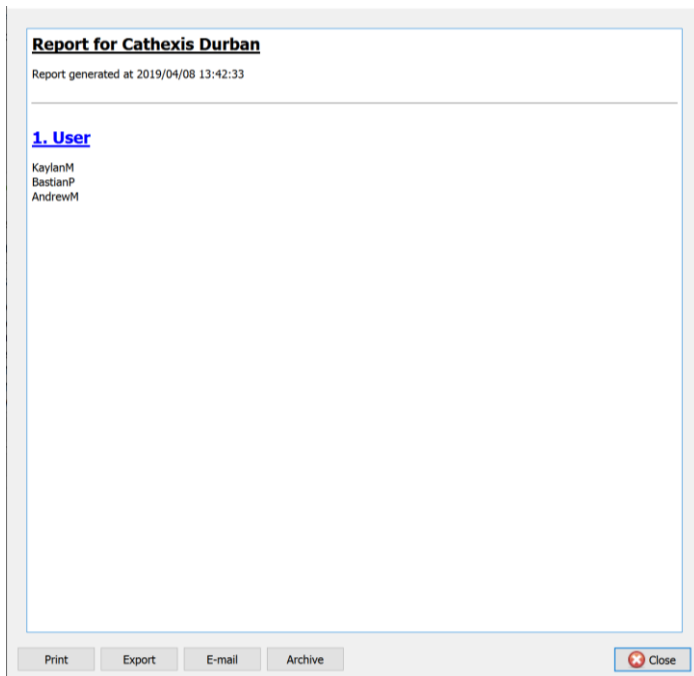 Report for Cathexis Durban
Report generated at 2019/04/08 13:42:33
1. User
KaylanM
BastianP
AndrewM
Print Export E-mail Archive Close